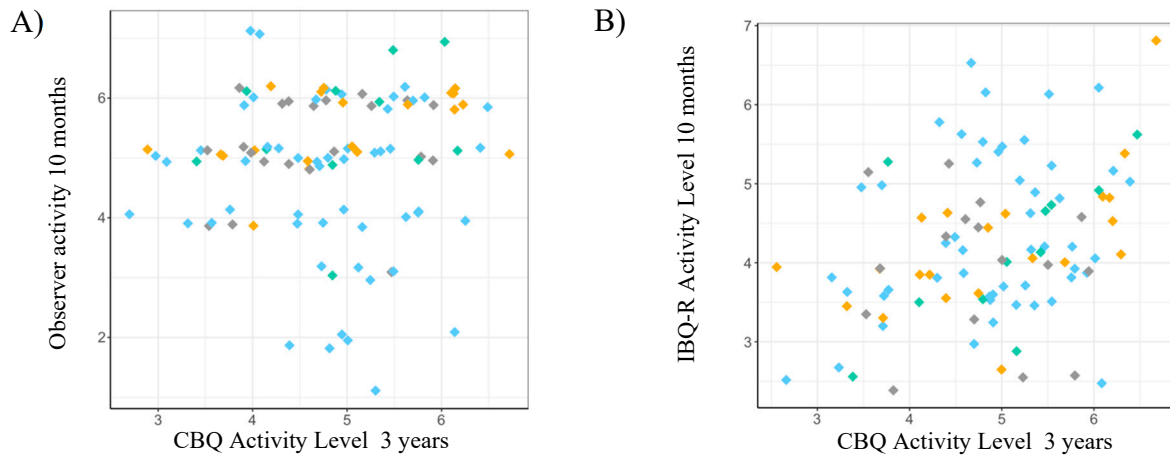 A)
Observer activity 10 months
6
4
2
3 4 5 6
CBQ Activity Level 3 years
B)
IBQ-R Activity Level 10 months
7
6
5
4
3
3 4 5 6
CBQ Activity Level 3 years